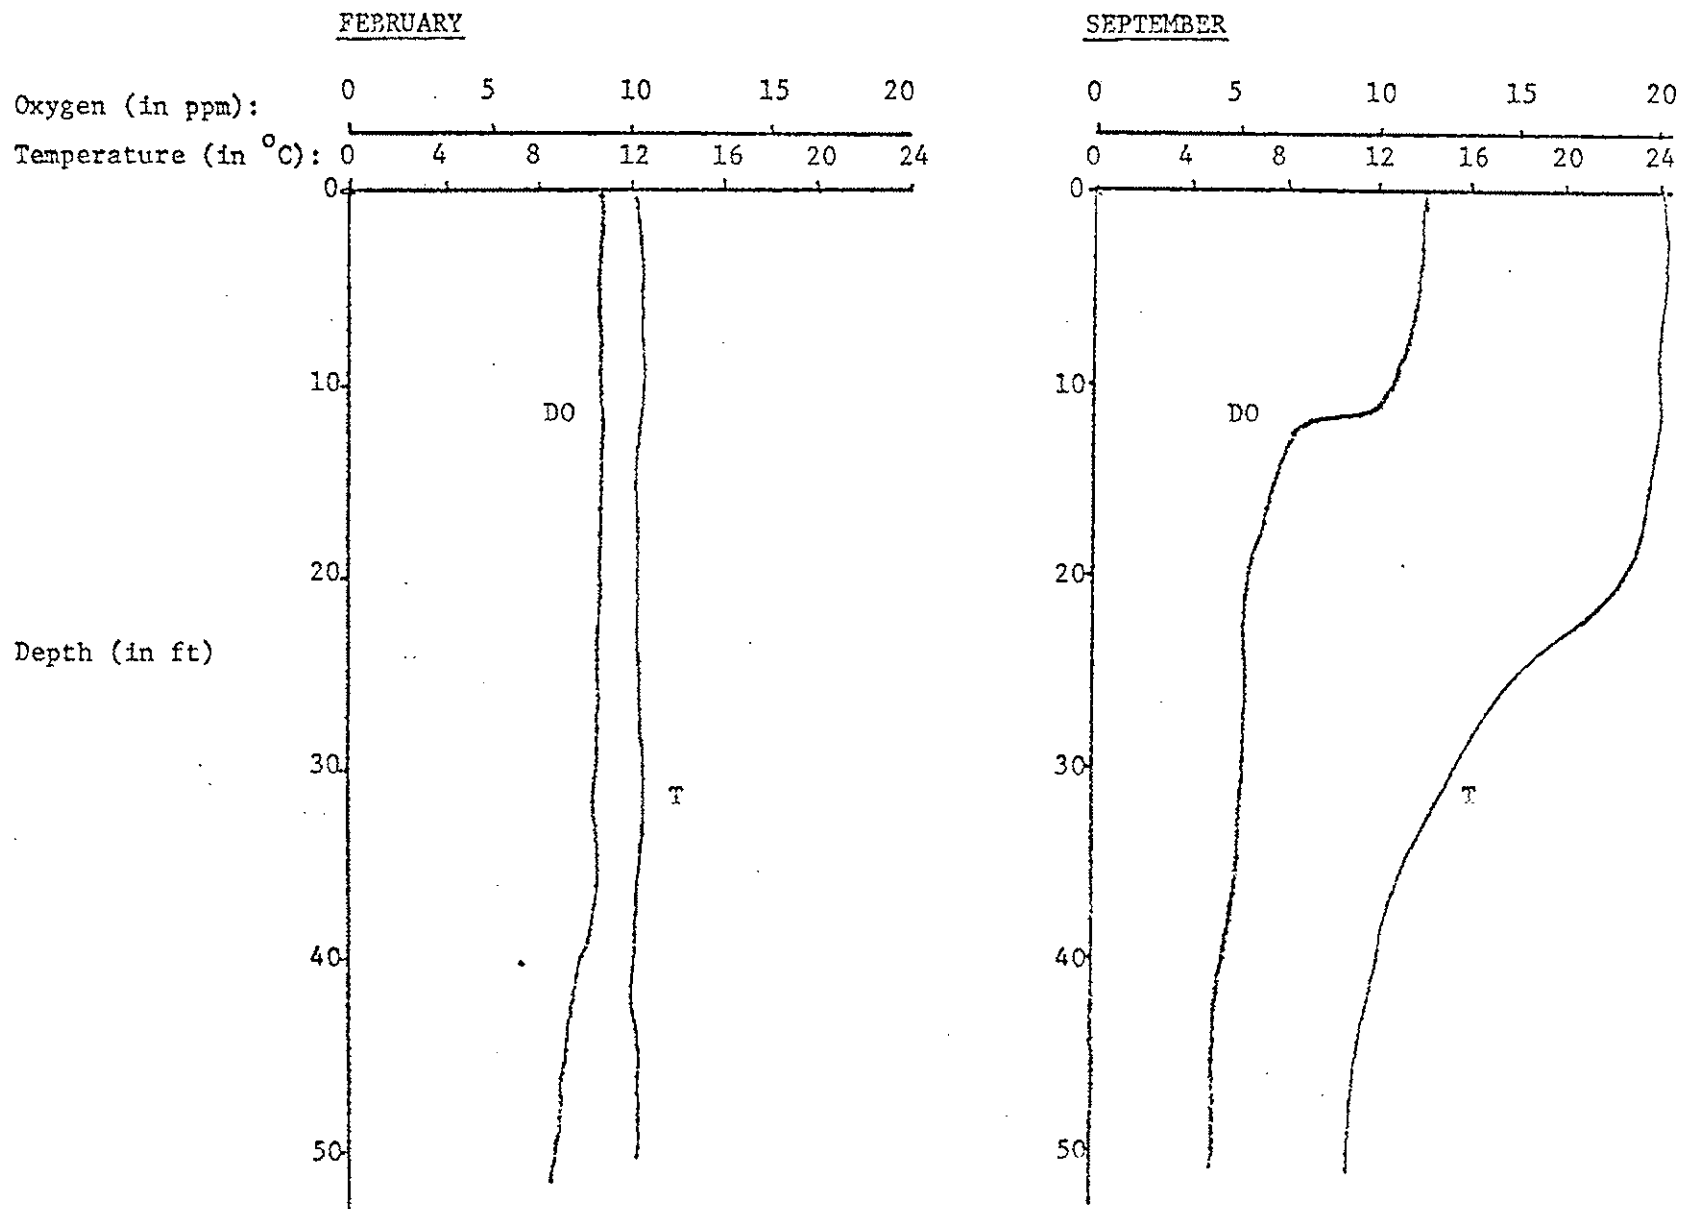 FEBRUARY
Oxygen (in ppm): 0 5 10 15 20
Temperature (in °C): 0 4 8 12 16 20 24
0
10
DO
20
Depth (in ft)
30
T
40
50
SEPTEMBER
0 5 10 15 20
0 4 8 12 16 20 24
0
10
DO
20
30
T
40
50